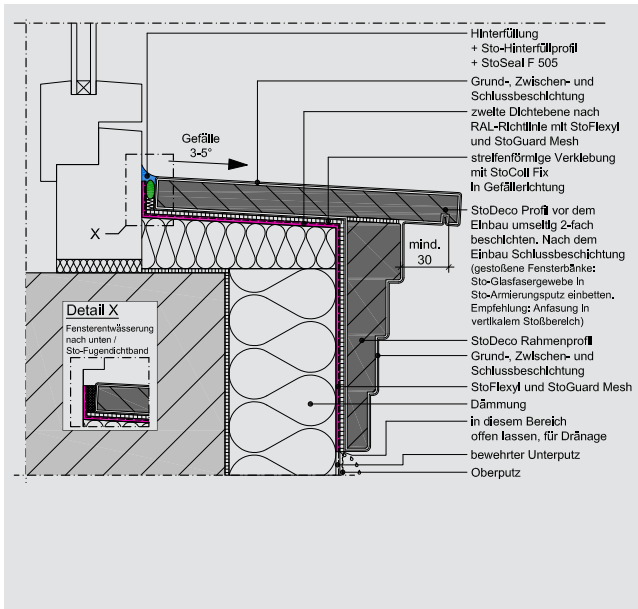 Hinterfüllung
+ Sto-Hinterfüllprofil
+ StoSeal F 505
Grund-, Zwischen- und
Schlussbeschichtung
zweite Dichtebene nach
RAL-Richtlinie mit StoFlexyl
und StoGuard Mesh
streifenförmige Verklebung
mit StoColl Fix
in Gefällerichtung
StoDeco Profil vor dem
Einbau umseitig 2-fach
beschichten. Nach dem
Einbau Schlussbeschichtung
(gestoßene Fensterbänke:
Sto-Glasfasergewebe in
Sto-Armierungsputz einbetten.
Empfehlung: Anfasung in
vertikalem Stoßbereich)
StoDeco Rahmenprofil
Grund-, Zwischen- und
Schlussbeschichtung
StoFlexyl und StoGuard Mesh
Dämmung
in diesem Bereich
offen lassen, für Dränage
bewehrter Unterputz
Oberputz
Gefälle
3-5°
X
mind.
30
Detail X
Fensterentwässerung
nach unten /
Sto-Fugendichtband